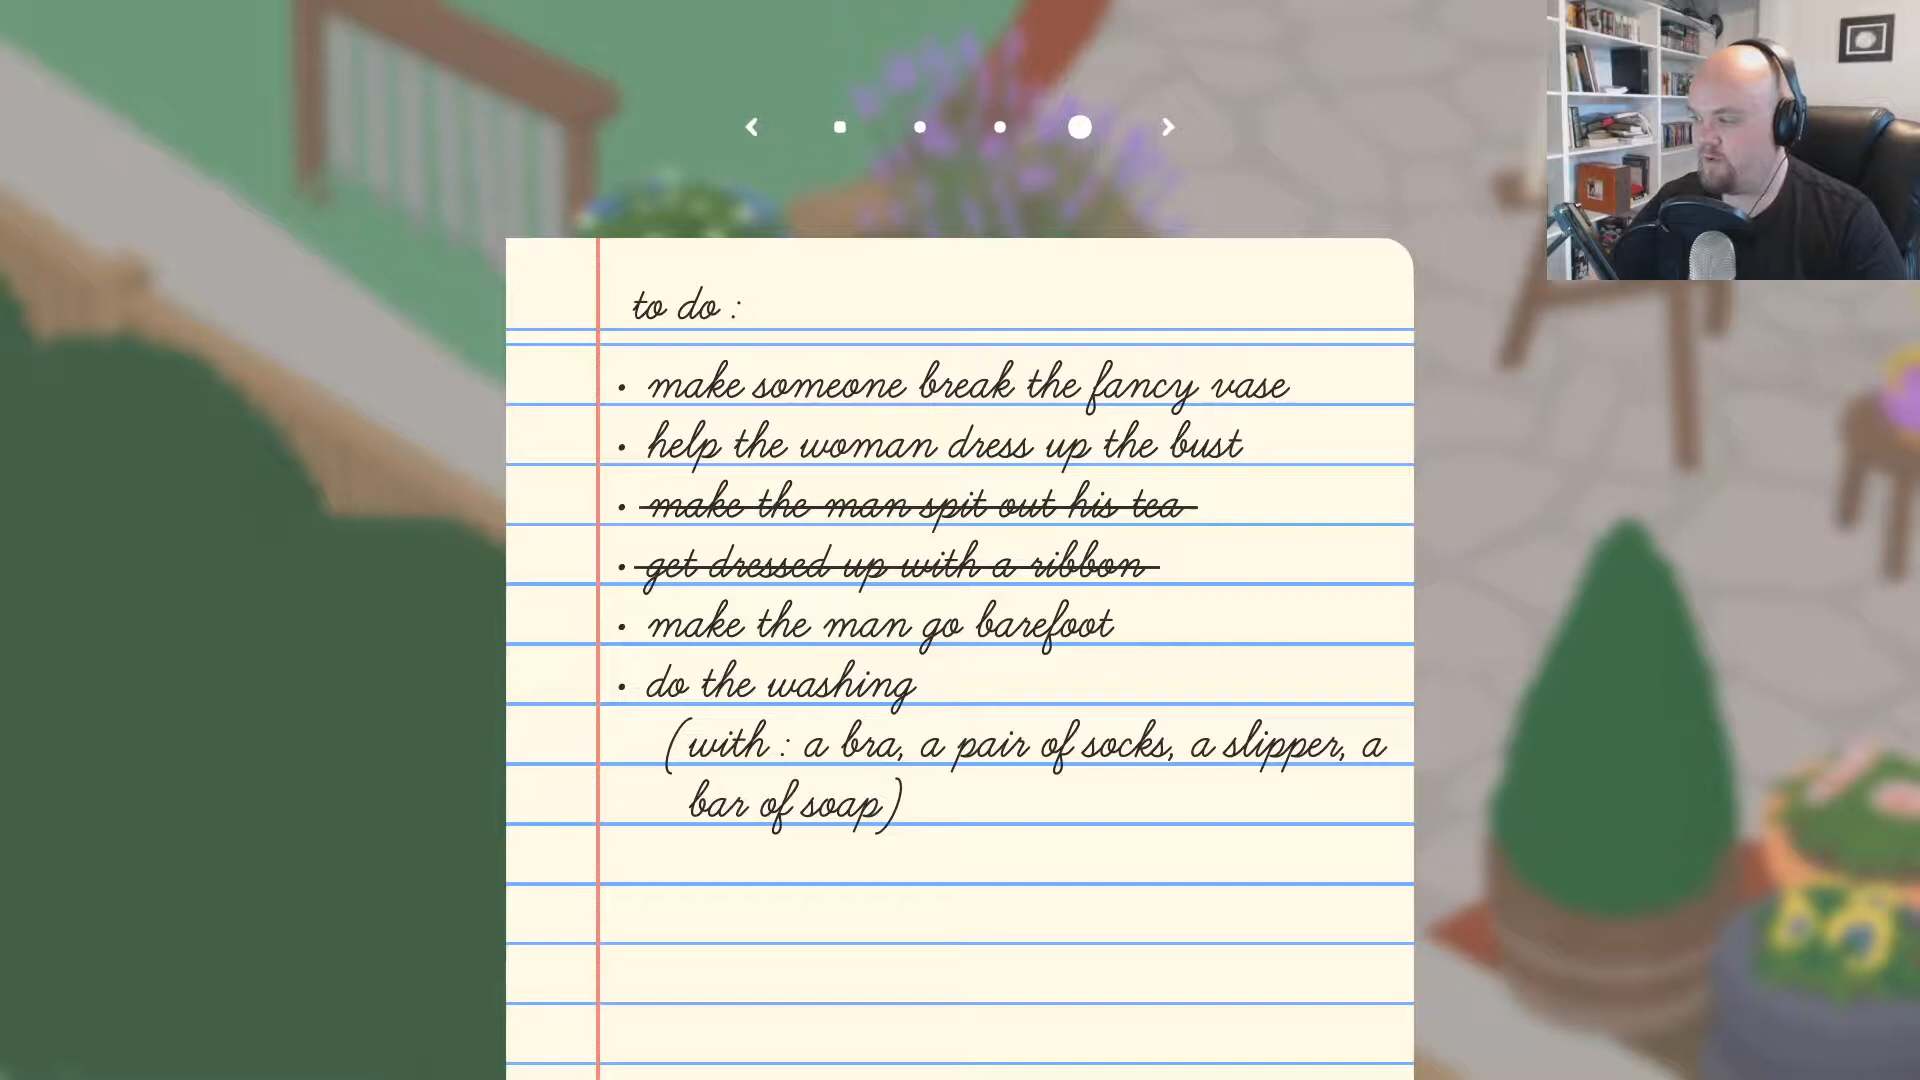 to do :
• make someone break the fancy vase
• help the woman dress up the bust
• make the man spit out his tea
• get dressed up with a ribbon
• make the man go barefoot
• do the washing
(with : a bra, a pair of socks, a slipper, a
bar of soap)